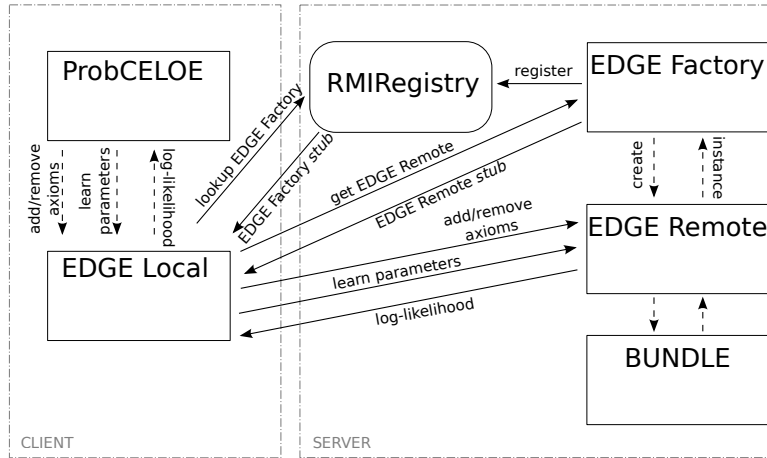 ProbCELOE
RMIRegistry
EDGE Factory
register
add/remove
axioms
learn
parameters
log-likelihood
lookup EDGE Factory
EDGE Factory stub
get EDGE Remote
EDGE Remote stub
create
instance
EDGE Local
EDGE Remote
add/remove
axioms
learn parameters
log-likelihood
BUNDLE
CLIENT
SERVER